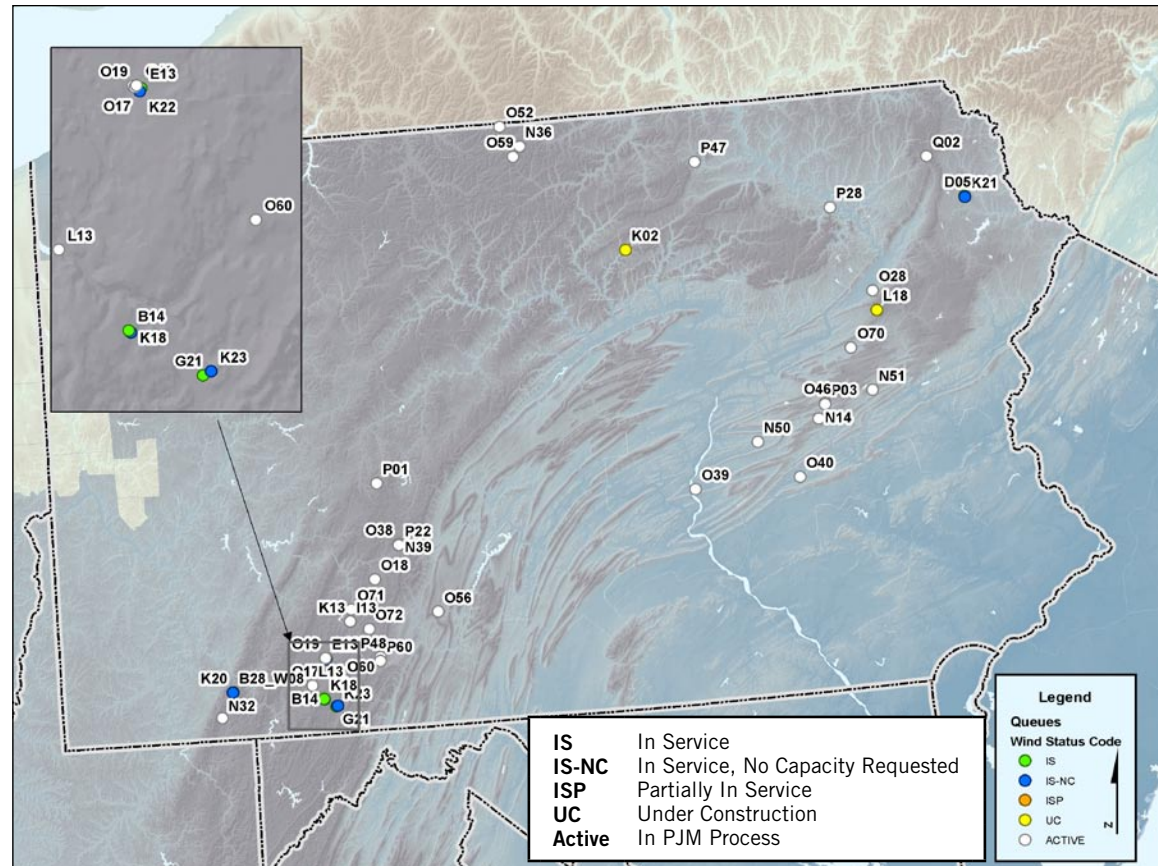 O19
E13
O17
K22
O60
L13
B14
K18
G21
K23
O52
N36
O59
P47
Q02
D05
K21
P28
K02
O28
L18
O70
N51
O46
P03
N14
N50
O40
O39
P01
O38
P22
N39
O18
O71
K13
I13
O72
O56
O19
E13
P48
P60
O17
L13
O60
K20
B28_W08
K18
B14
K23
N32
G21
IS In Service
IS-NC In Service, No Capacity Requested
ISP Partially In Service
UC Under Construction
Active In PJM Process
Legend
Queues
Wind Status Code
IS
IS-NC
ISP
UC
ACTIVE
N